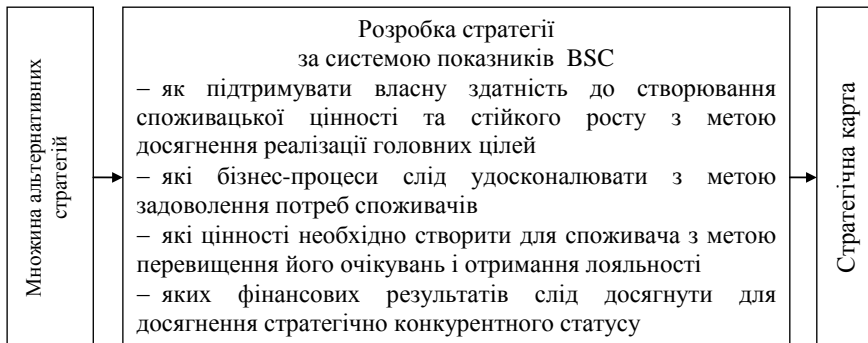 Множина альтернативних
стратегій
Розробка стратегії
за системою показників BSC
– як підтримувати власну здатність до створювання
споживацької цінності та стійкого росту з метою
досягнення реалізації головних цілей
– які бізнес-процеси слід удосконалювати з метою
задоволення потреб споживачів
– які цінності необхідно створити для споживача з метою
перевищення його очікувань і отримання лояльності
– яких фінансових результатів слід досягнути для
досягнення стратегічно конкурентного статусу
Стратегічна карта